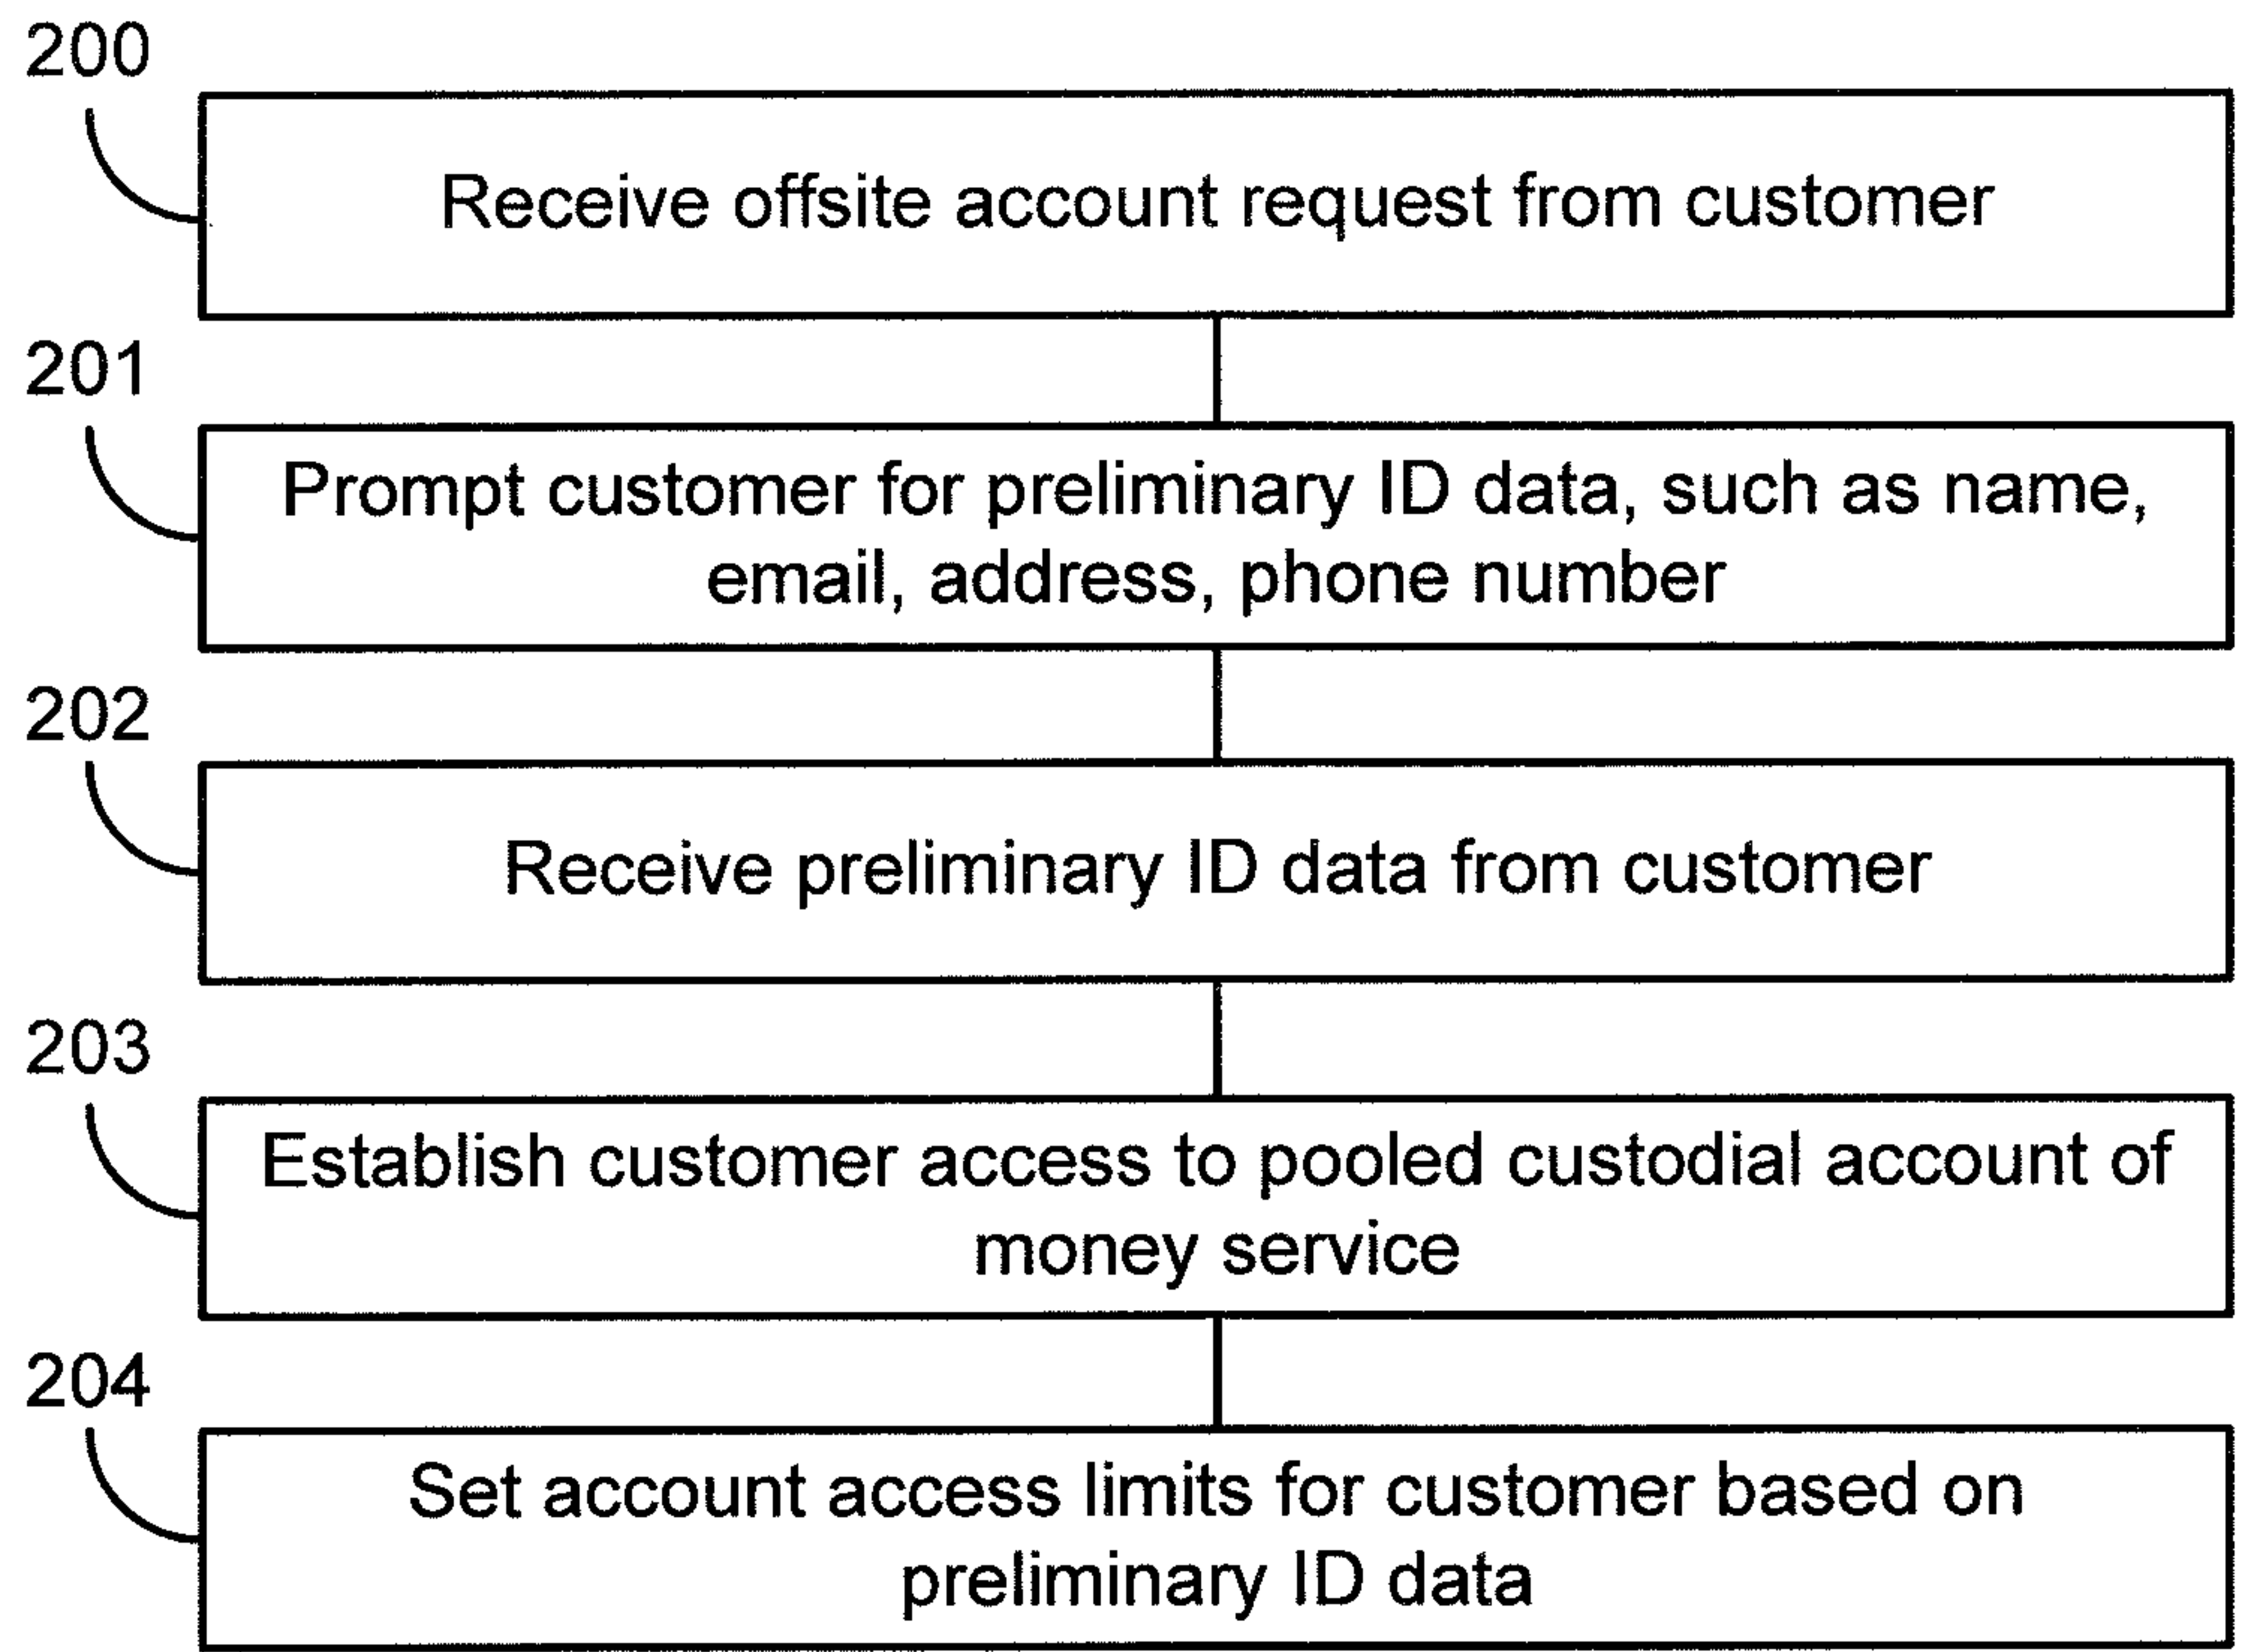 200
Receive offsite account request from customer
201
Prompt customer for preliminary ID data, such as name,
email, address, phone number
202
Receive preliminary ID data from customer
203
Establish customer access to pooled custodial account of
money service
204
Set account access limits for customer based on
preliminary ID data